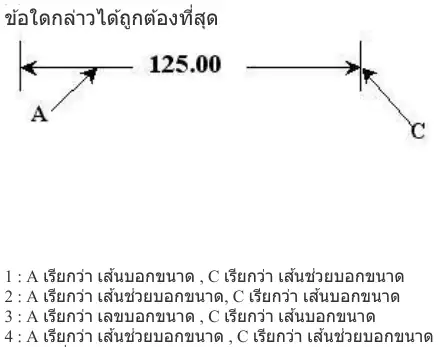 ข้อใดกล่าวได้ถูกต้องที่สุด
125.00
A
C
1 : A เรียกว่า เส้นบอกขนาด , C เรียกว่า เส้นช่วยบอกขนาด
2 : A เรียกว่า เส้นช่วยบอกขนาด, C เรียกว่า เส้นบอกขนาด
3 : A เรียกว่า เลขบอกขนาด , C เรียกว่า เส้นบอกขนาด
4 : A เรียกว่า เส้นช่วยบอกขนาด , C เรียกว่า เส้นช่วยบอกขนาด